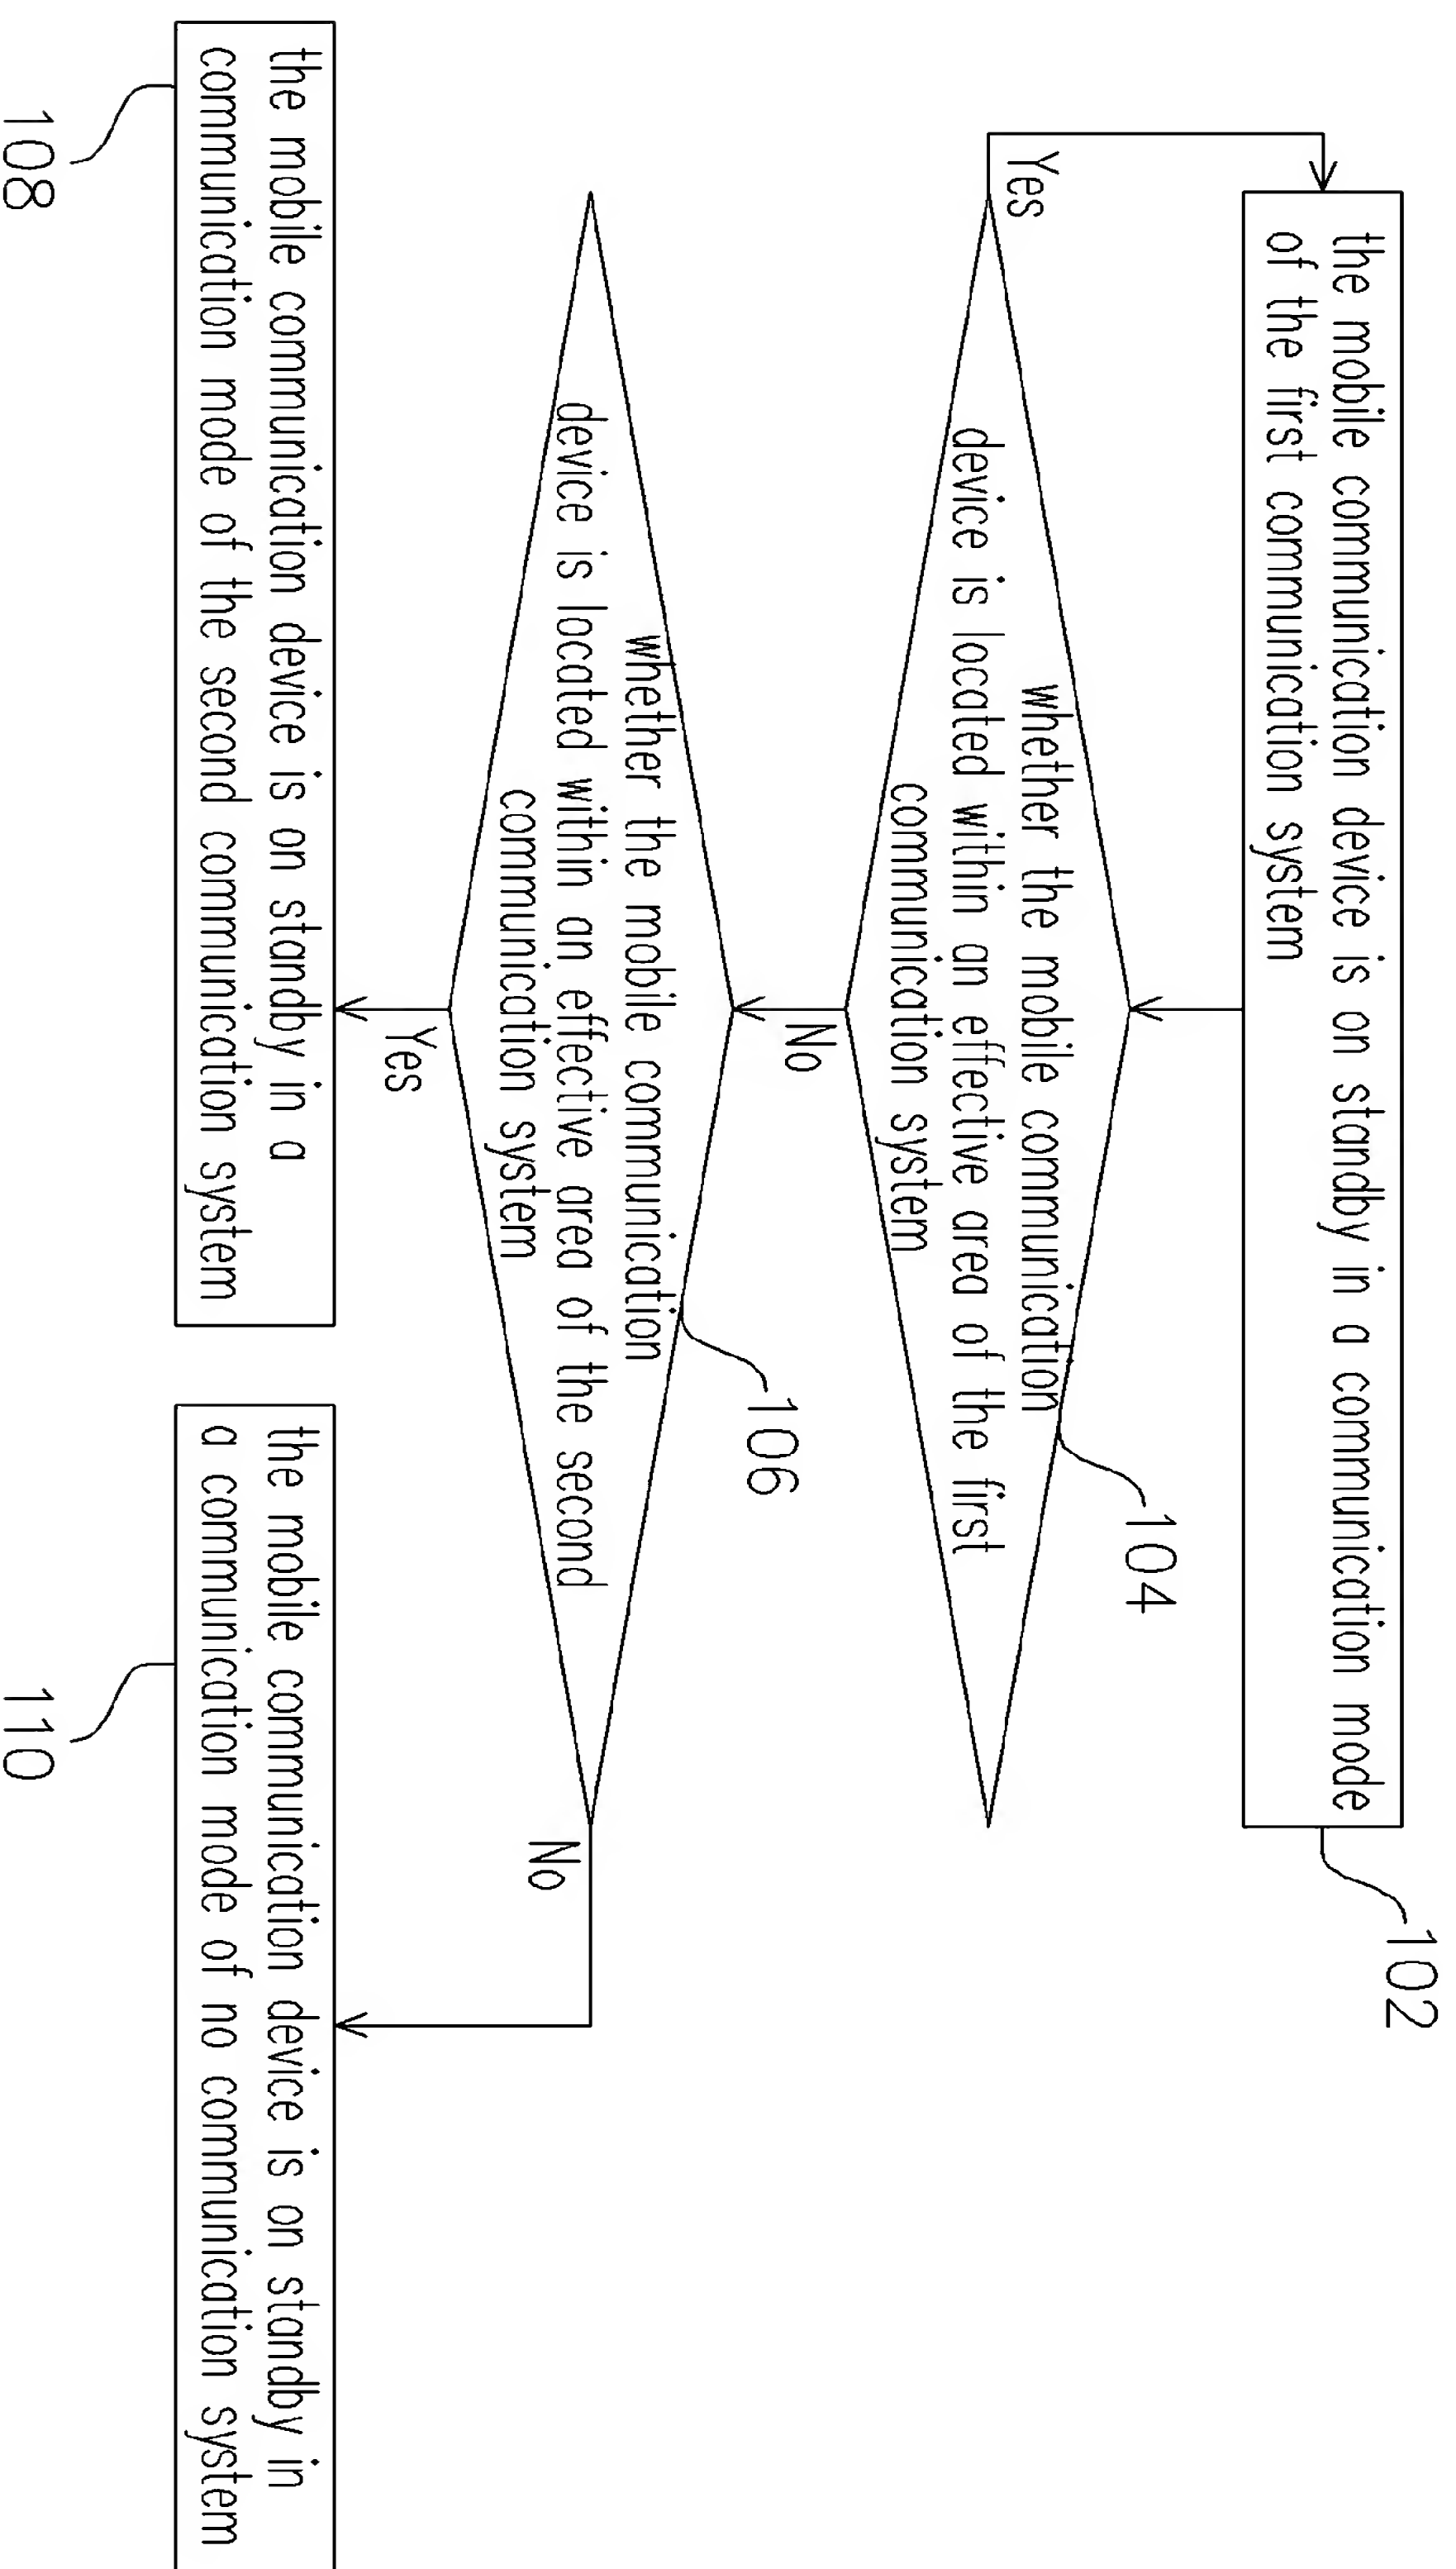 the mobile communication device is on standby in a communication mode
of the first communication system
102
Yes
whether the mobile communication
device is located within an effective area of the first
communication system
104
No
whether the mobile communication
device is located within an effective area of the second
communication system
106
Yes
No
the mobile communication device is on standby in a
communication mode of the second communication system
108
the mobile communication device is on standby in
a communication mode of no communication system
110